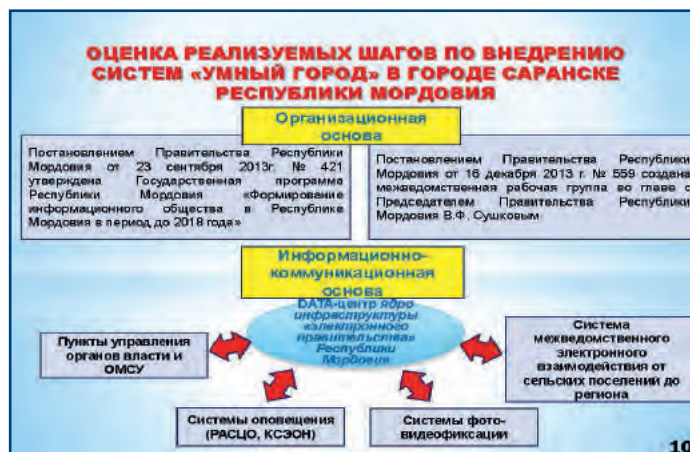 ОЦЕНКА РЕАЛИЗУЕМЫХ ШАГОВ ПО ВНЕДРЕНИЮ
СИСТЕМ «УМНЫЙ ГОРОД» В ГОРОДЕ САРАНСКЕ
РЕСПУБЛИКИ МОРДОВИЯ
Организационная
основа
Постановлением Правительства Республики
Мордовия от 23 сентября 2013г. № 421
утверждена Государственная программа
Республики Мордовия «Формирование
информационного общества в Республике
Мордовия в период до 2018 года»
Постановлением Правительства Республики
Мордовия от 16 декабря 2013 г. № 559 создана
межведомственная рабочая группа во главе с
Председателем Правительства Республики
Мордовия В.Ф. Сушковым
Информационно-
коммуникационная
основа
DATA-центр ядро
инфраструктуры
«электронного
правительства»
Республики
Мордовия
Пункты управления
органов власти и
ОМСУ
Система
межведомственного
электронного
взаимодействия от
сельских поселений до
региона
Системы оповещения
(РАСЦО, КСЭОН)
Системы фото-
видеофиксации
10